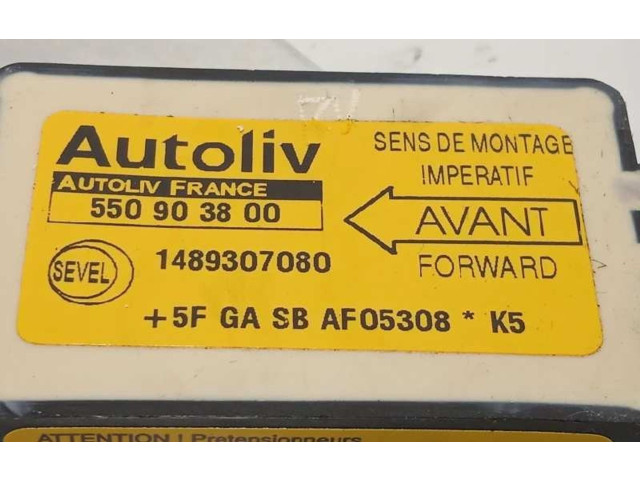 Autoliv
AUTOLIV FRANCE
550 90 38 00
SEVEL
1489307080
+5F GA SB AF05308 * K5
SENS DE MONTAGE
IMPERATIF
AVANT
FORWARD
ATTENTION ! Pretensionneurs